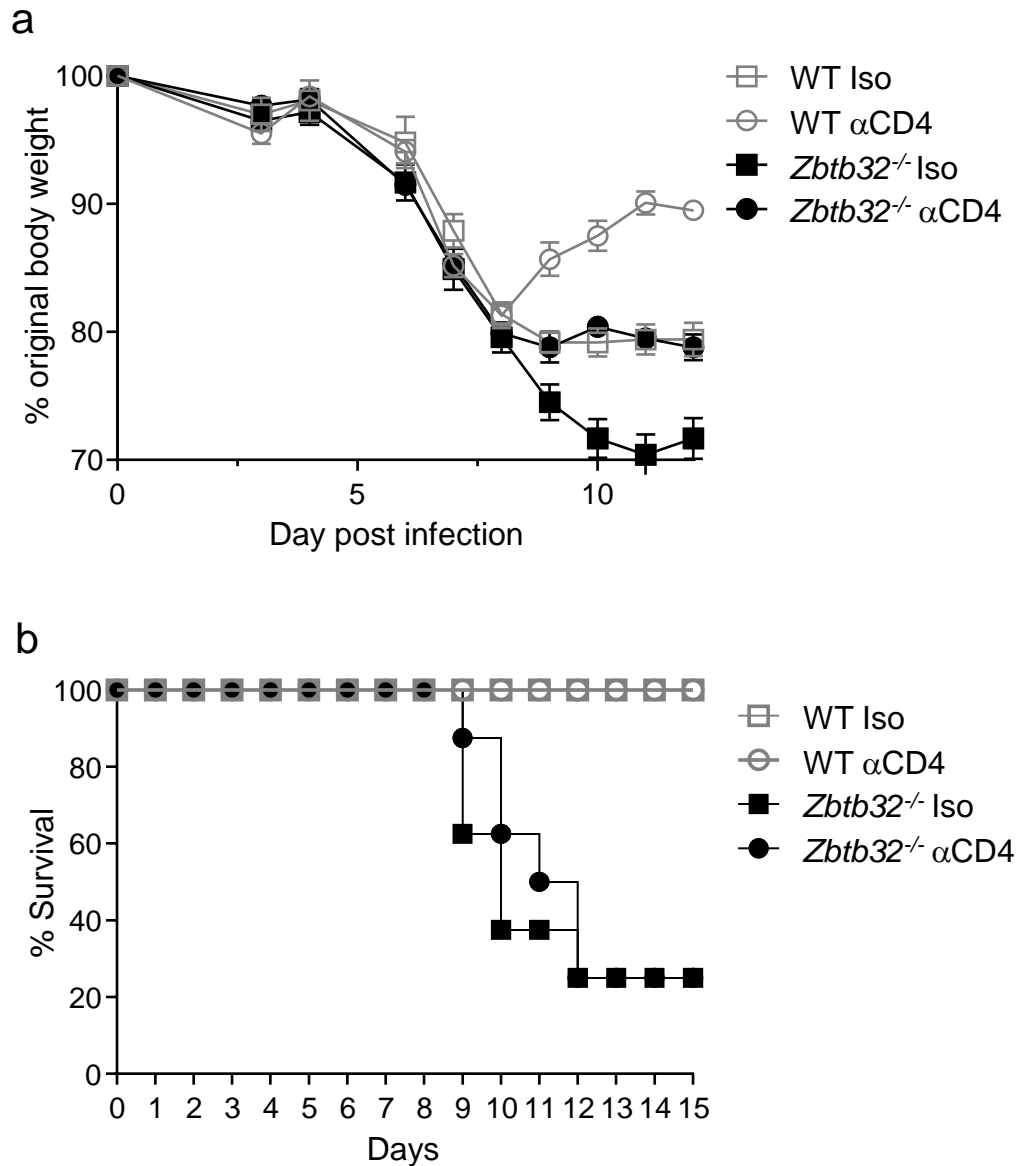 a
% original body weight
100
90
80
70
0
5
10
Day post infection
WT Iso
WT αCD4
Zbtb32-/- Iso
Zbtb32-/- αCD4
b
% Survival
100
80
60
40
20
0
0 1 2 3 4 5 6 7 8 9 10 11 12 13 14 15
Days
WT Iso
WT αCD4
Zbtb32-/- Iso
Zbtb32-/- αCD4